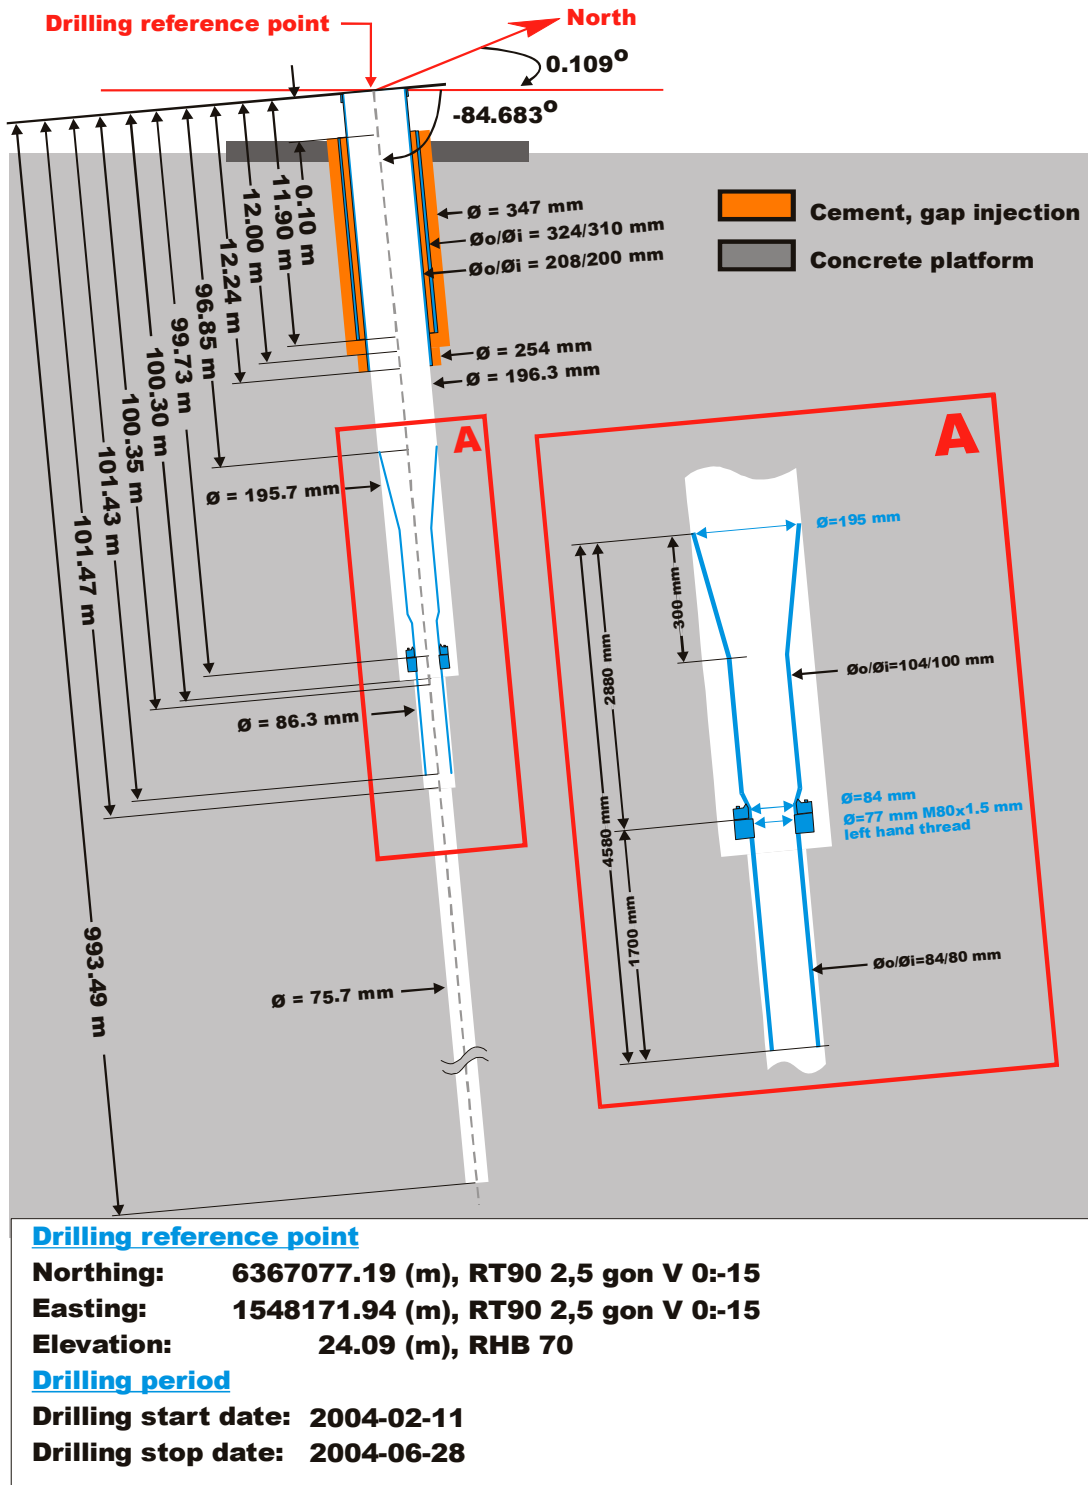 Drilling reference point
North
0.109°
-84.683°
0.10 m
11.90 m
12.00 m
12.24 m
96.85 m
99.73 m
100.30 m
100.35 m
101.43 m
101.47 m
993.49 m
Ø = 347 mm
Øo/Øi = 324/310 mm
Øo/Øi = 208/200 mm
Ø = 254 mm
Ø = 196.3 mm
Cement, gap injection
Concrete platform
A
Ø = 195.7 mm
Ø = 86.3 mm
Ø = 75.7 mm
A
Ø=195 mm
300 mm
2880 mm
4580 mm
1700 mm
Øo/Øi=104/100 mm
Ø=84 mm
Ø=77 mm M80x1.5 mm
left hand thread
Øo/Øi=84/80 mm
Drilling reference point
Northing: 6367077.19 (m), RT90 2,5 gon V 0:-15
Easting: 1548171.94 (m), RT90 2,5 gon V 0:-15
Elevation: 24.09 (m), RHB 70
Drilling period
Drilling start date: 2004-02-11
Drilling stop date: 2004-06-28